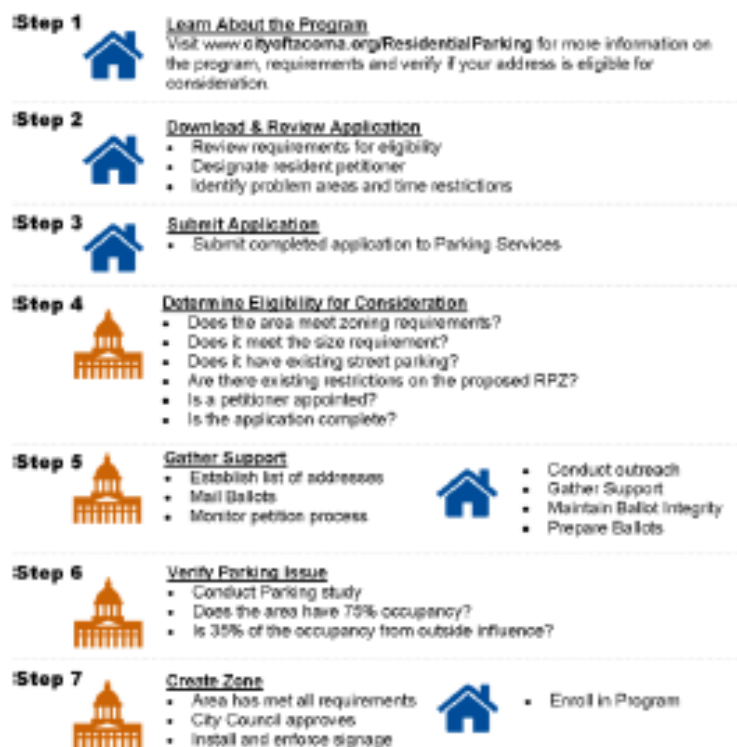 Step 1
Learn About the Program
Visit www.cityoftacoma.org/ResidentialParking for more information on
the program, requirements and verify if your address is eligible for
consideration.
Step 2
Download & Review Application
• Review requirements for eligibility
• Designate resident petitioner
• Identify problem areas and time restrictions
Step 3
Submit Application
• Submit completed application to Parking Services
Step 4
Determine Eligibility for Consideration
• Does the area meet zoning requirements?
• Does it meet the size requirement?
• Does it have existing street parking?
• Are there existing restrictions on the proposed RPZ?
• Is a petitioner appointed?
• Is the application complete?
Step 5
Gather Support
• Establish list of addresses
• Mail Ballots
• Monitor petition process
• Conduct outreach
• Gather Support
• Maintain Ballot Integrity
• Prepare Ballots
Step 6
Verify Parking Issue
• Conduct Parking study
• Does the area have 75% occupancy?
• Is 35% of the occupancy from outside influence?
Step 7
Create Zone
• Area has met all requirements
• City Council approves
• Install and enforce signage
• Enroll in Program